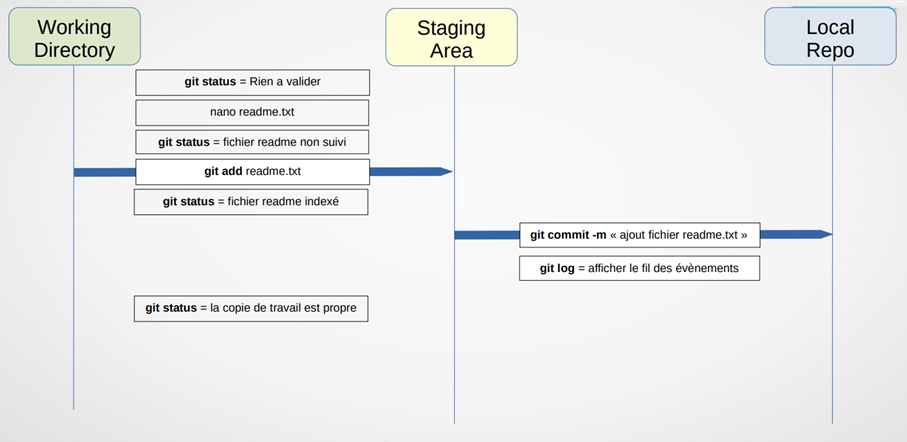 Working
Directory
Staging
Area
Local
Repo
git status = Rien a valider
nano readme.txt
git status = fichier readme non suivi
git add readme.txt
git status = fichier readme indexé
git commit -m « ajout fichier readme.txt »
git log = afficher le fil des évènements
git status = la copie de travail est propre